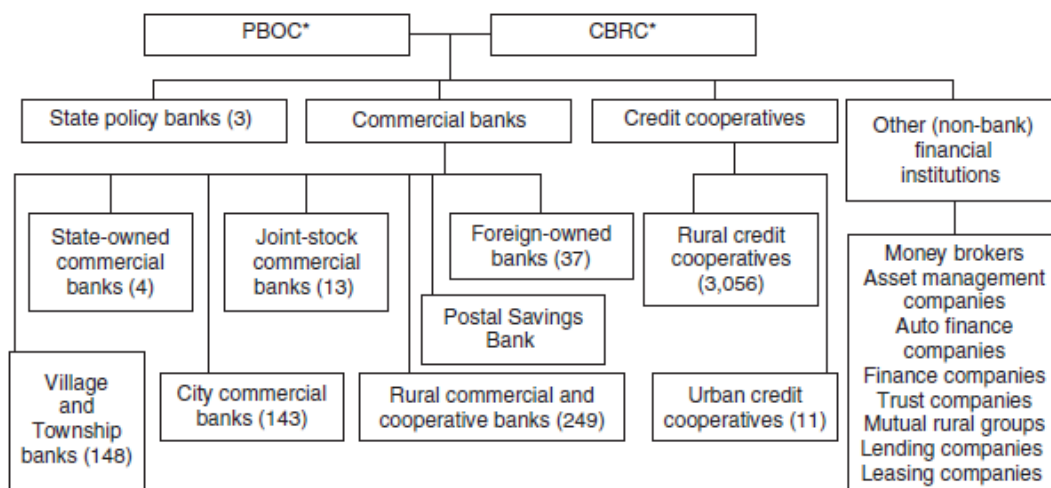 PBOC*
CBRC*
State policy banks (3)
Commercial banks
Credit cooperatives
Other (non-bank)
financial
institutions
State-owned
commercial
banks (4)
Joint-stock
commercial
banks (13)
Foreign-owned
banks (37)
Rural credit
cooperatives
(3,056)
Money brokers
Asset management
companies
Auto finance
companies
Finance companies
Trust companies
Mutual rural groups
Lending companies
Leasing companies
Postal Savings
Bank
Village
and
Township
banks (148)
City commercial
banks (143)
Rural commercial and
cooperative banks (249)
Urban credit
cooperatives (11)